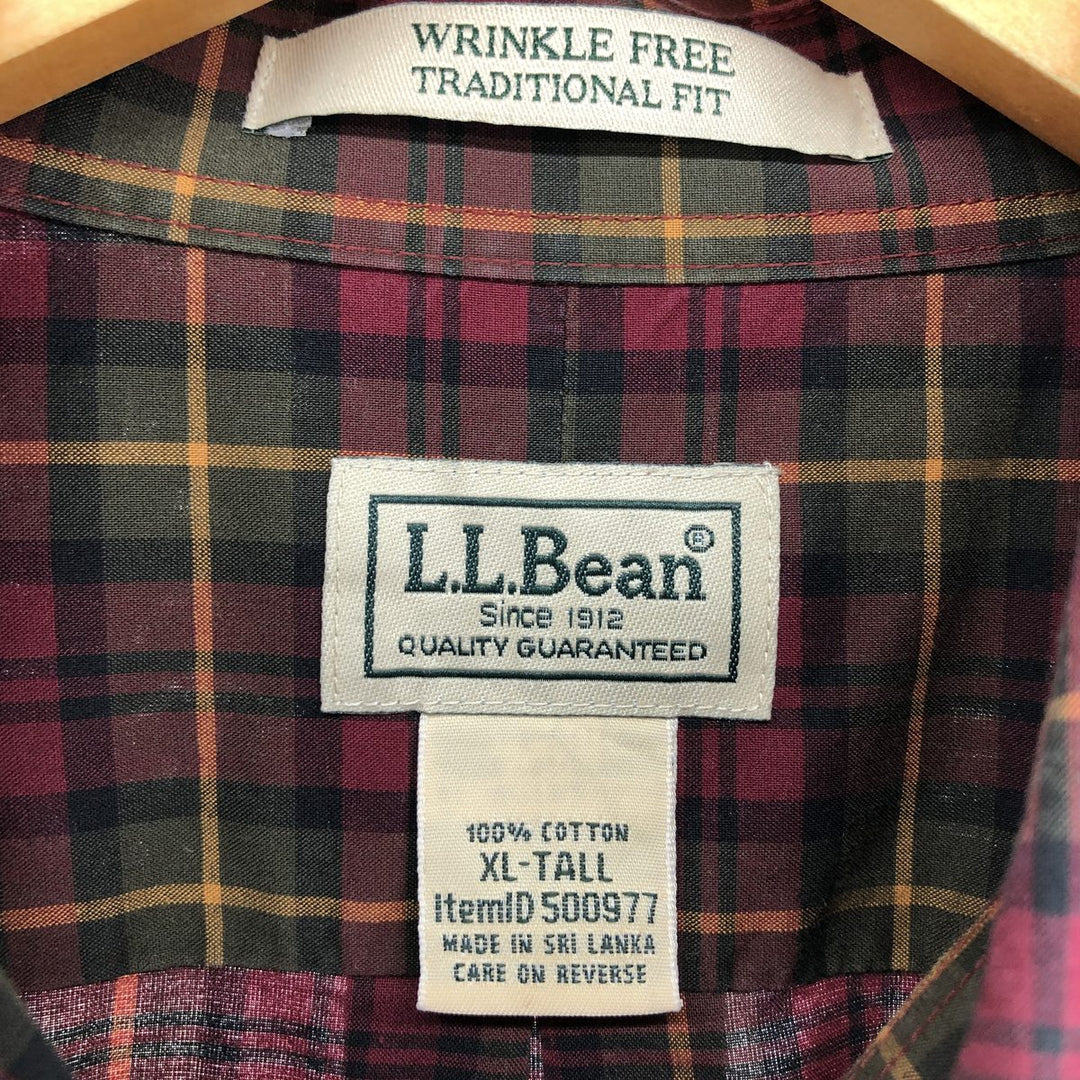 WRINKLE FREE
TRADITIONAL FIT
L.L.Bean®
Since 1912
QUALITY GUARANTEED
100% COTTON
XL-TALL
ItemID 500977
MADE IN SRI LANKA
CARE ON REVERSE